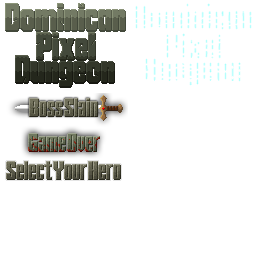 Dominican
Pixel
Dungeon
Dominican
Pixel
Dungeon
BossSlain
GameOver
SelectYourHero